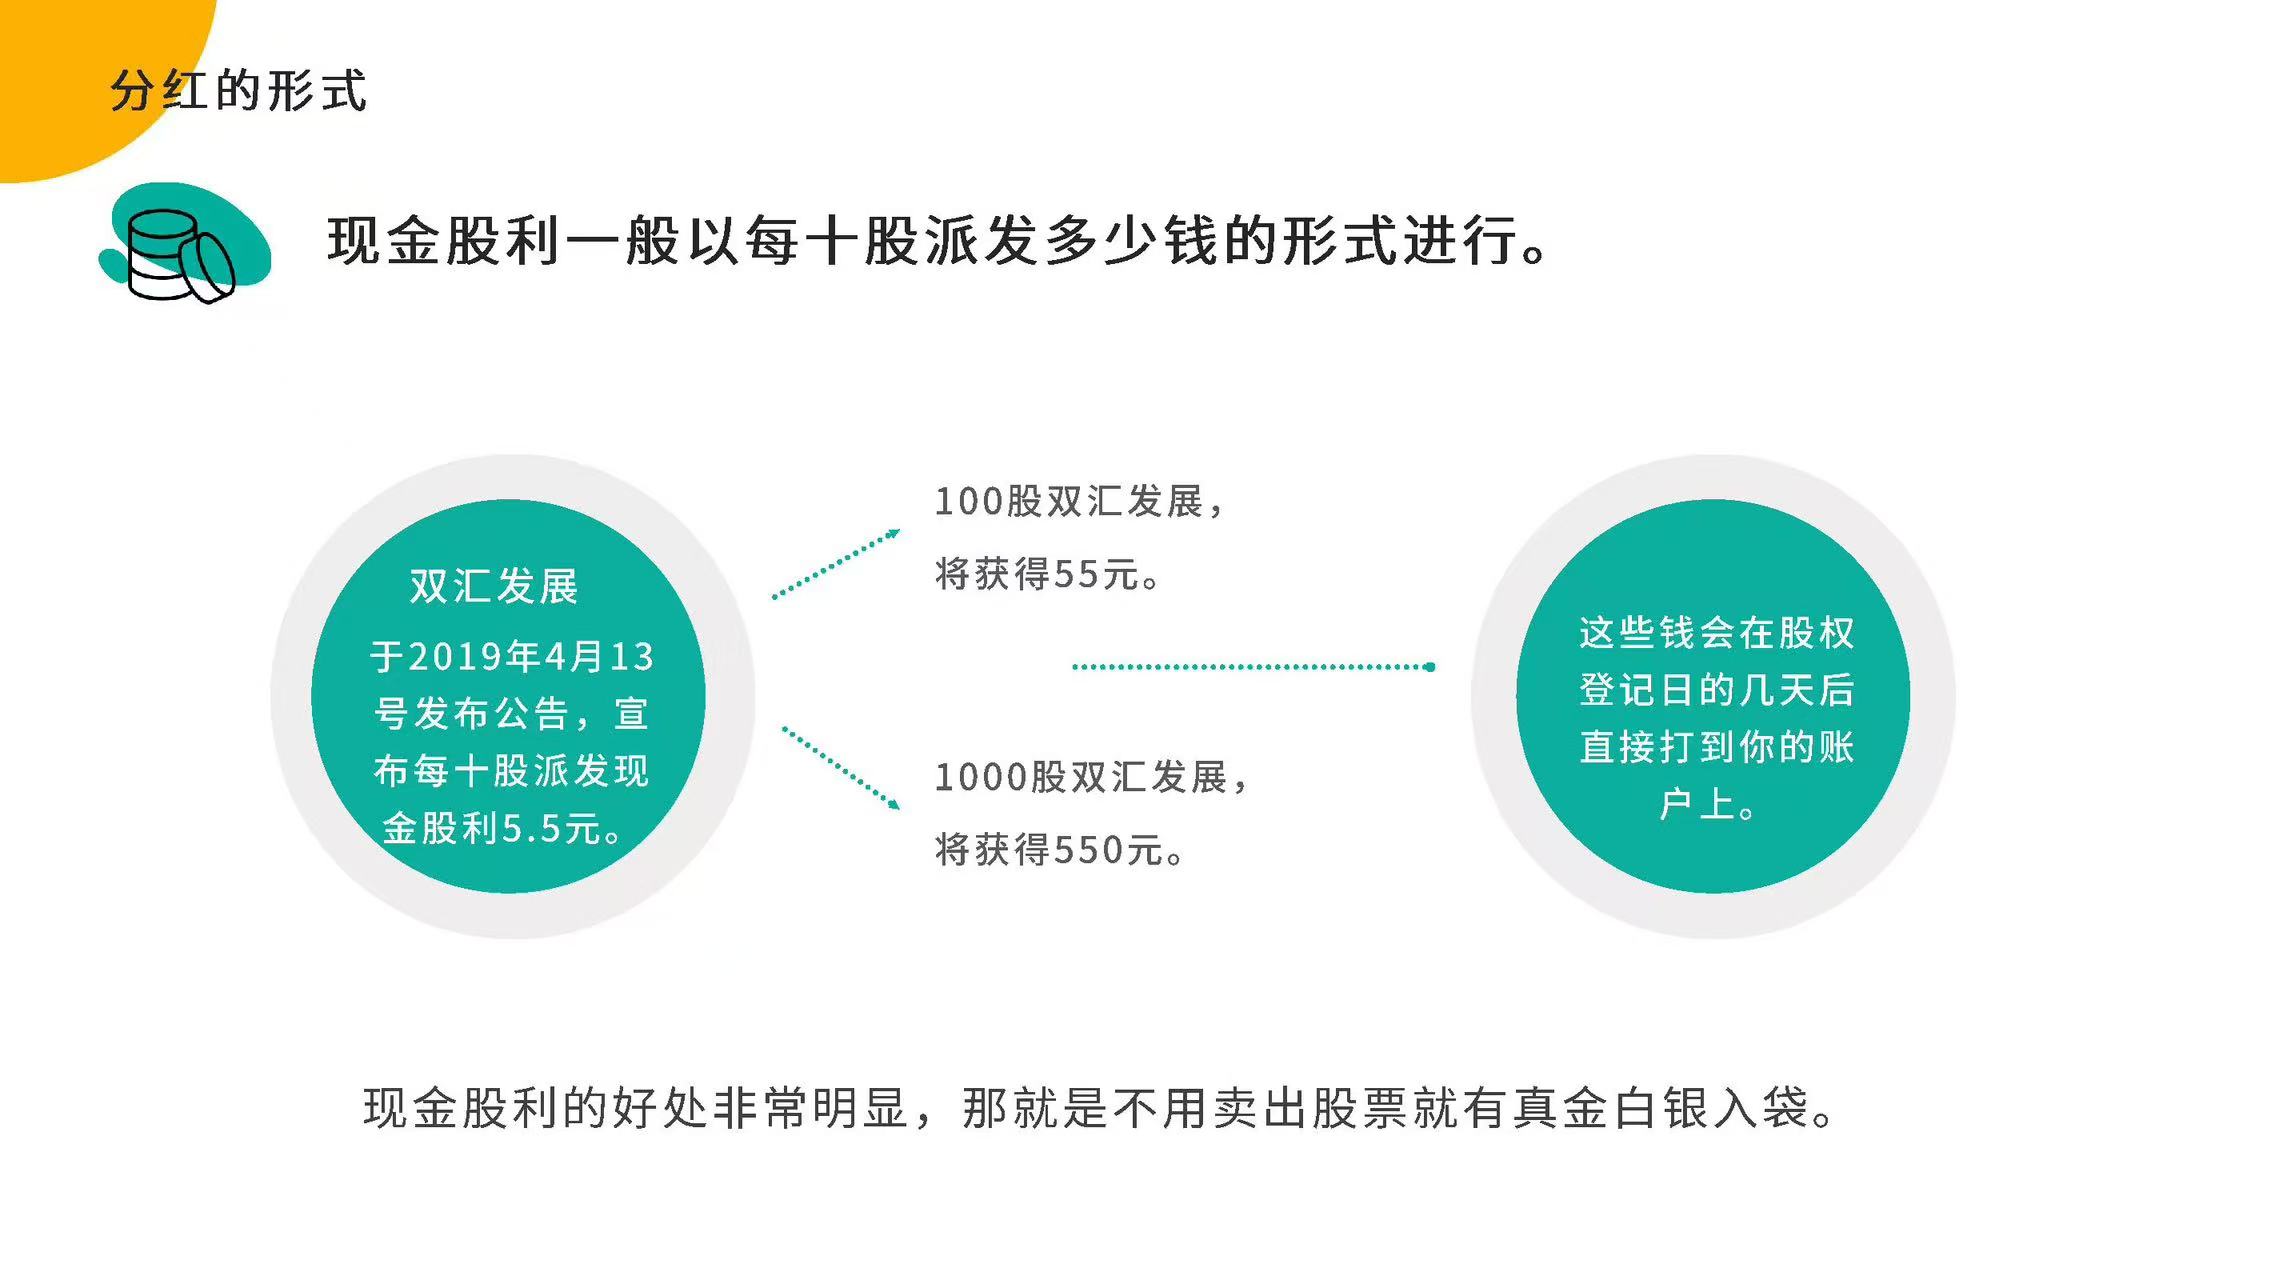 分红的形式
现金股利一般以每十股派发多少钱的形式进行。
双汇发展
于2019年4月13
号发布公告，宣
布每十股派发现
金股利5.5元。
100股双汇发展，
将获得55元。
1000股双汇发展，
将获得550元。
这些钱会在股权
登记日的几天后
直接打到你的账
户上。
现金股利的好处非常明显，那就是不用卖出股票就有真金白银入袋。